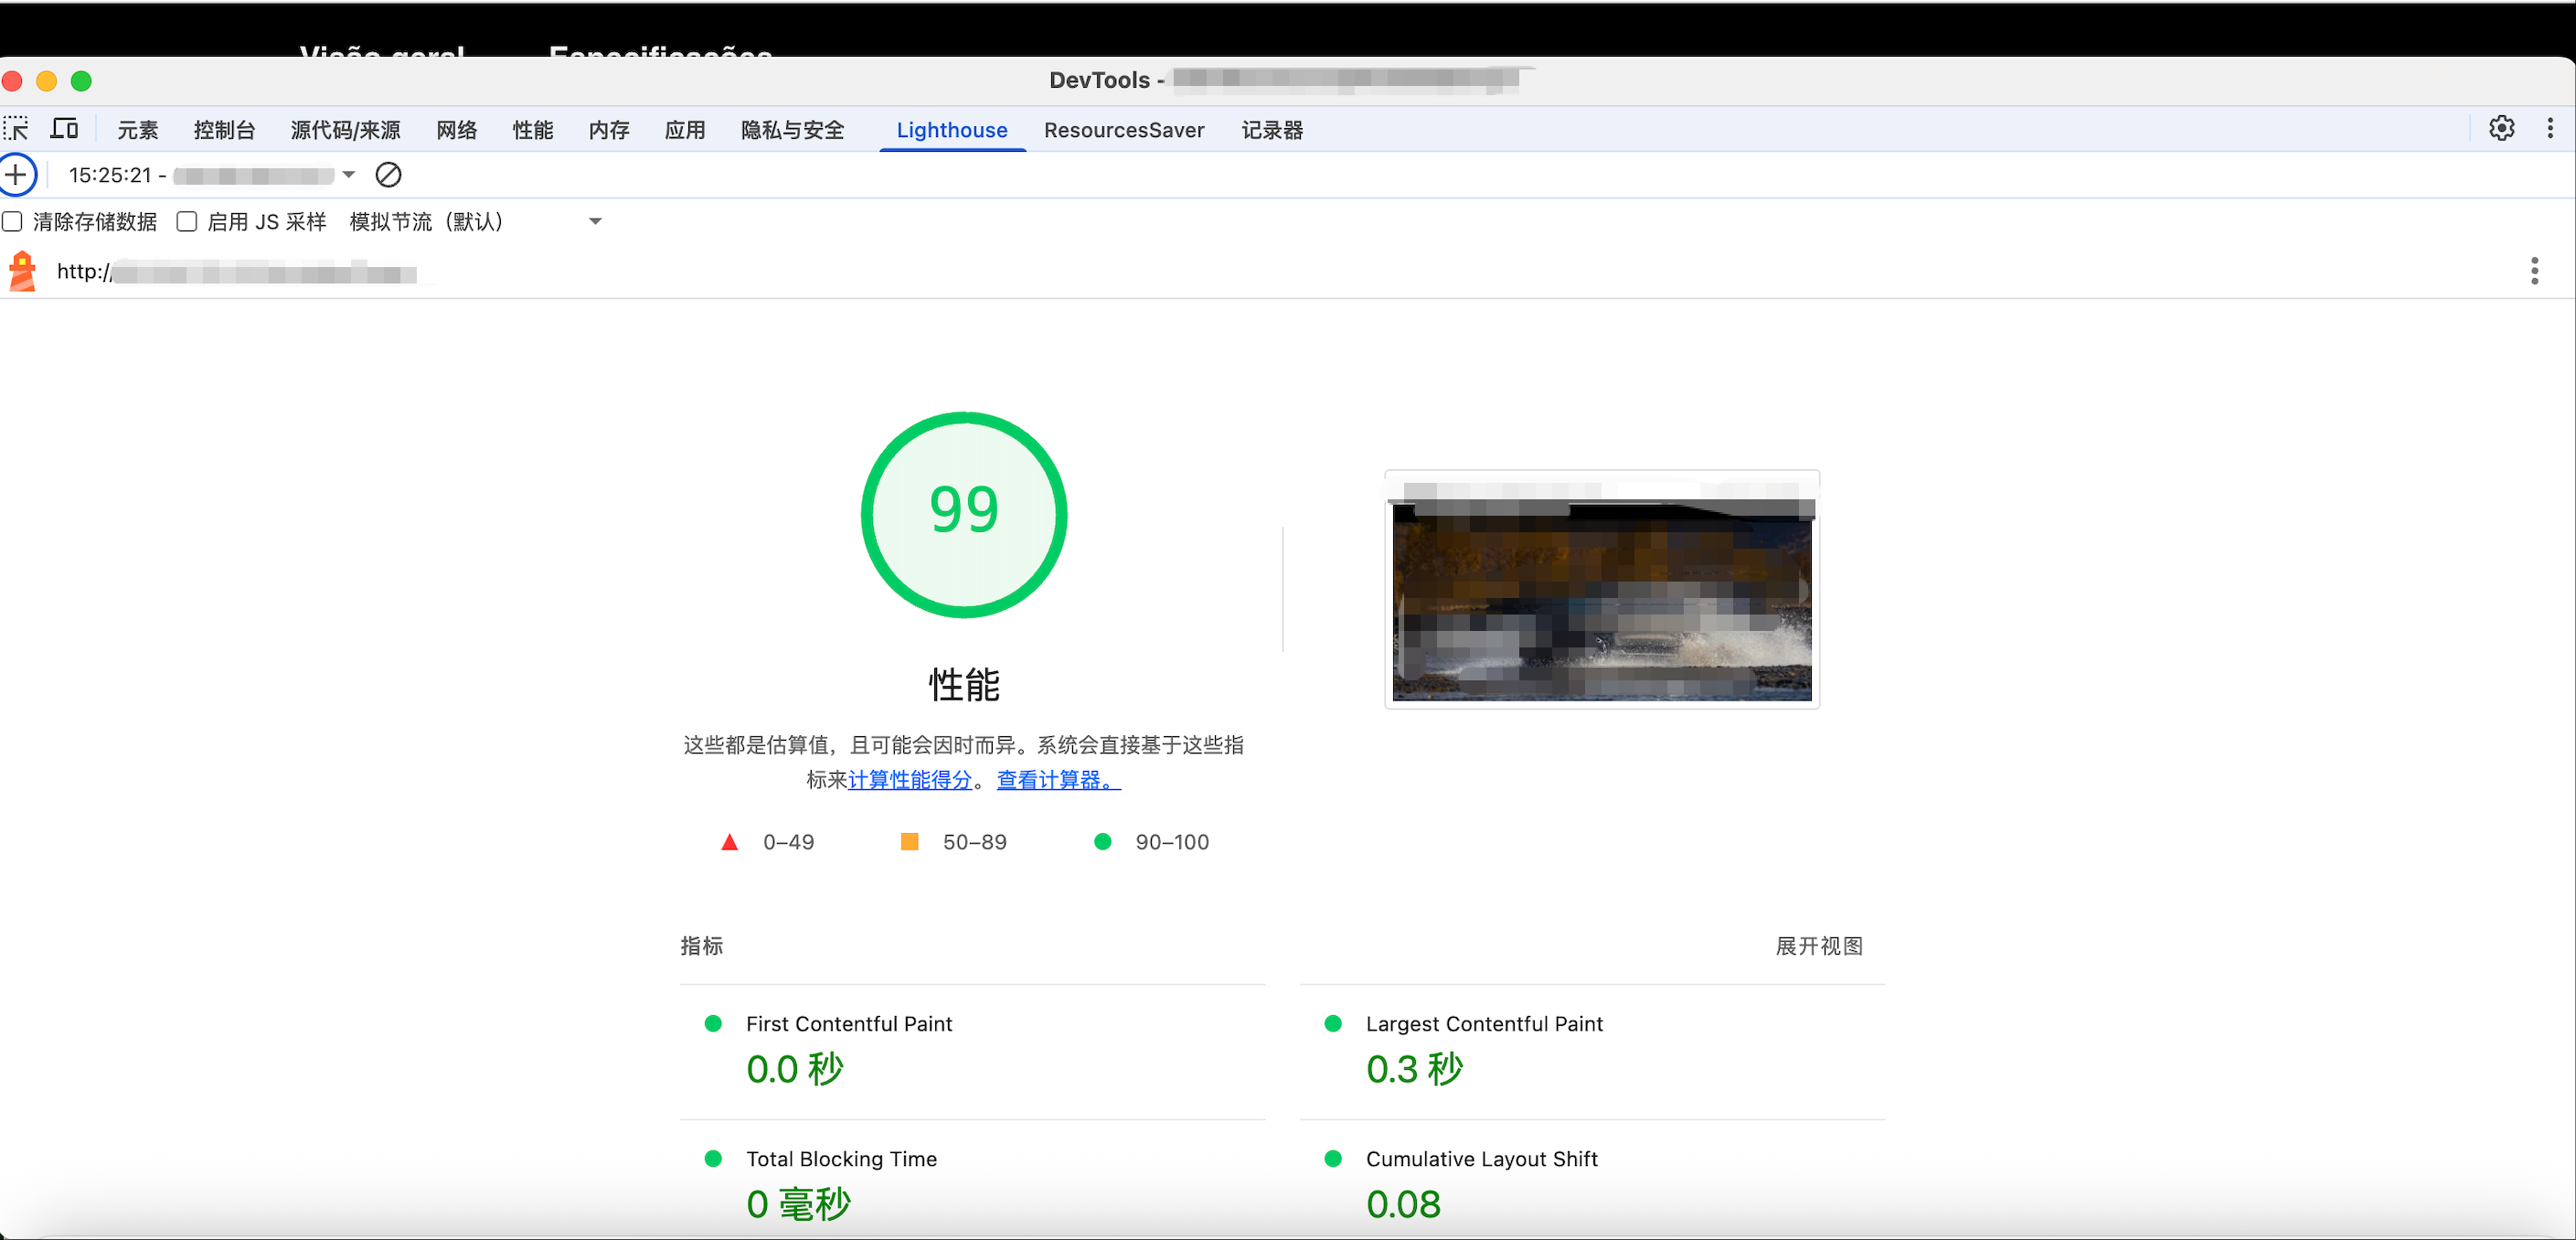 Visão geral Especificações
DevTools -
元素 控制台 源代码/来源 网络 性能 内存 应用 隐私与安全 Lighthouse ResourcesSaver 记录器
15:25:21 -
清除存储数据 启用 JS 采样 模拟节流（默认）
http://
99
性能
这些都是估算值，且可能会因时而异。系统会直接基于这些指
标来计算性能得分。查看计算器。
0–49 50–89 90–100
指标 展开视图
First Contentful Paint
0.0 秒
Largest Contentful Paint
0.3 秒
Total Blocking Time
0 毫秒
Cumulative Layout Shift
0.08